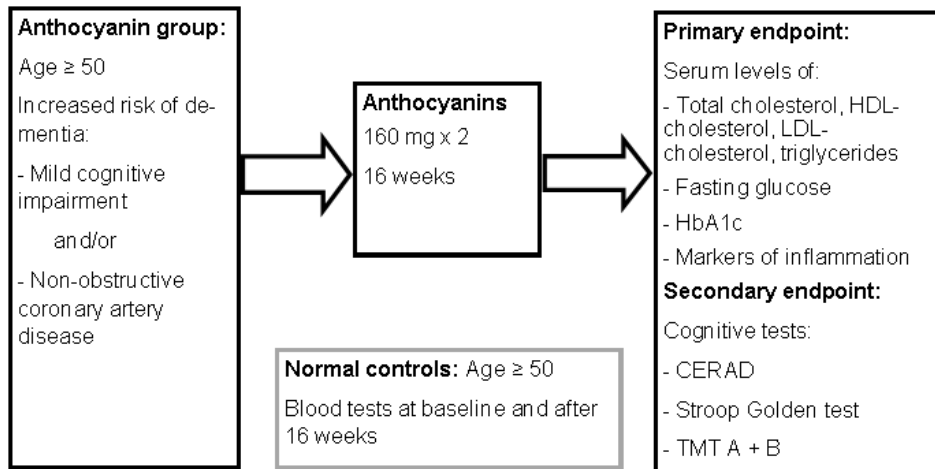 Anthocyanin group:
Age ≥ 50
Increased risk of de-
mentia:
- Mild cognitive
impairment
and/or
- Non-obstructive
coronary artery
disease
Anthocyanins
160 mg x 2
16 weeks
Normal controls: Age ≥ 50
Blood tests at baseline and after
16 weeks
Primary endpoint:
Serum levels of:
- Total cholesterol, HDL-
cholesterol, LDL-
cholesterol, triglycerides
- Fasting glucose
- HbA1c
- Markers of inflammation
Secondary endpoint:
Cognitive tests:
- CERAD
- Stroop Golden test
- TMT A + B